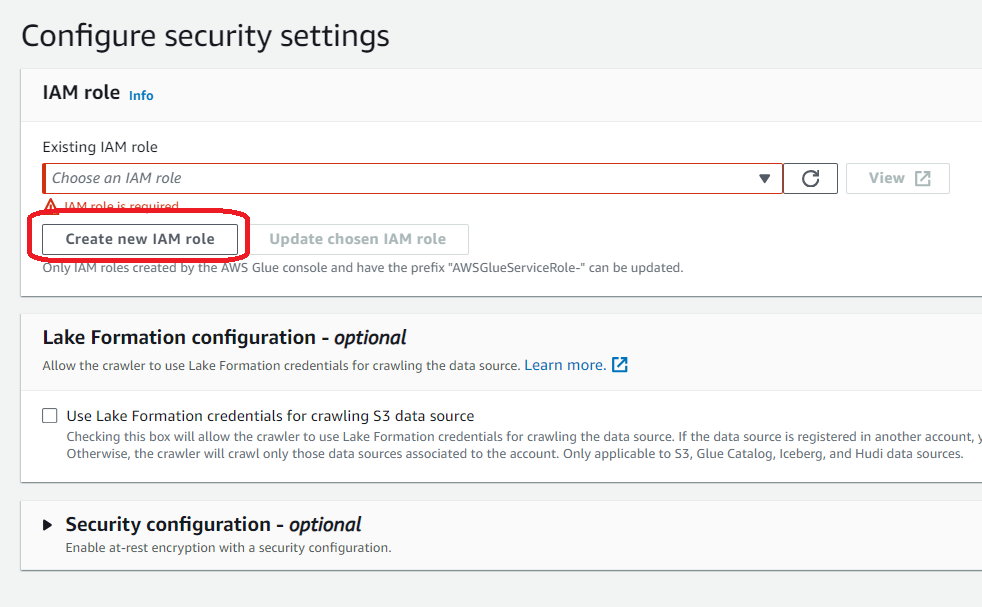 Configure security settings
IAM role Info
Existing IAM role
Choose an IAM role
View
IAM role is required
Create new IAM role
Update chosen IAM role
Only IAM roles created by the AWS Glue console and have the prefix "AWSGlueServiceRole-" can be updated.
Lake Formation configuration - optional
Allow the crawler to use Lake Formation credentials for crawling the data source. Learn more.
Use Lake Formation credentials for crawling S3 data source
Checking this box will allow the crawler to use Lake Formation credentials for crawling the data source. If the data source is registered in another account,
Otherwise, the crawler will crawl only those data sources associated to the account. Only applicable to S3, Glue Catalog, Iceberg, and Hudi data sources.
Security configuration - optional
Enable at-rest encryption with a security configuration.